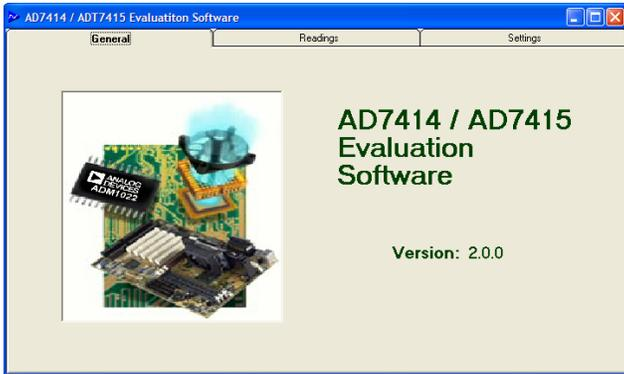 AD7414 / ADT7415 Evaluatiton Software
General Readings Settings
ANALOG
DEVICES
ADM1022
AD7414 / AD7415
Evaluation
Software
Version: 2.0.0